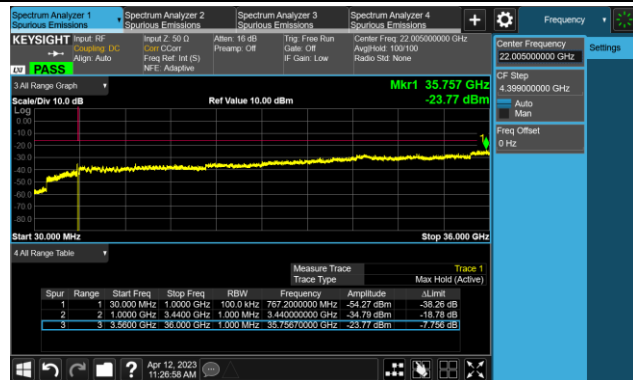 Spectrum Analyzer 1
Spurious Emissions
Spectrum Analyzer 2
Spurious Emissions
Spectrum Analyzer 3
Spurious Emissions
Spectrum Analyzer 4
Spurious Emissions
+
Frequency
KEYSIGHT
Input: RF
Coupling: DC
Align: Auto
Input Z: 50 Ω
Corr CCorr
Freq Ref: Int (S)
NFE: Adaptive
Atten: 16 dB
Preamp: Off
Trig: Free Run
Gate: Off
IF Gain: Low
Center Freq: 22.005000000 GHz
Avg|Hold: 100/100
Radio Std: None
LXI PASS
Center Frequency
22.005000000 GHz
Settings
CF Step
4.399000000 GHz
Auto
Man
Freq Offset
0 Hz
3 All Range Graph
Mkr1 35.757 GHz
Scale/Div 10.0 dB
Ref Value 10.00 dBm
-23.77 dBm
Log
0.00
-10.0
-20.0
-30.0
-40.0
-50.0
-60.0
-70.0
-80.0
1
Start 30.000 MHz
Stop 36.000 GHz
4 All Range Table
Measure Trace Trace 1
Trace Type Max Hold (Active)
Spur Range Start Freq Stop Freq RBW Frequency Amplitude ΔLimit
1 1 30.000 MHz 1.0000 GHz 100.0 kHz 767.2000000 MHz -54.27 dBm -38.26 dB
2 2 1.0000 GHz 3.4400 GHz 1.000 MHz 3.440000000 GHz -34.79 dBm -18.78 dB
3 3 3.5600 GHz 36.000 GHz 1.000 MHz 35.75670000 GHz -23.77 dBm -7.756 dB
?
Apr 12, 2023
11:26:58 AM